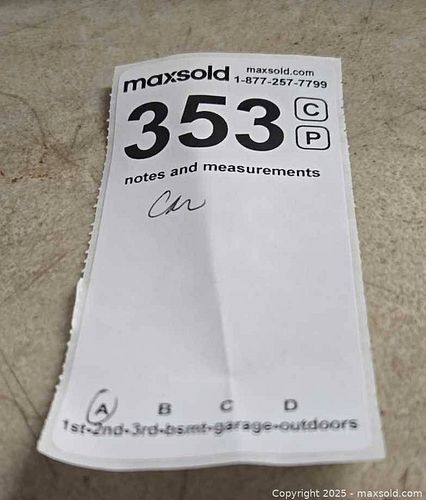 maxsold maxsold.com
1-877-257-7799
353 C
P
notes and measurements
Car
A B C D
1st-2nd-3rd-bsmt-garage-outdoors
Copyright © 2025 - maxsold.com